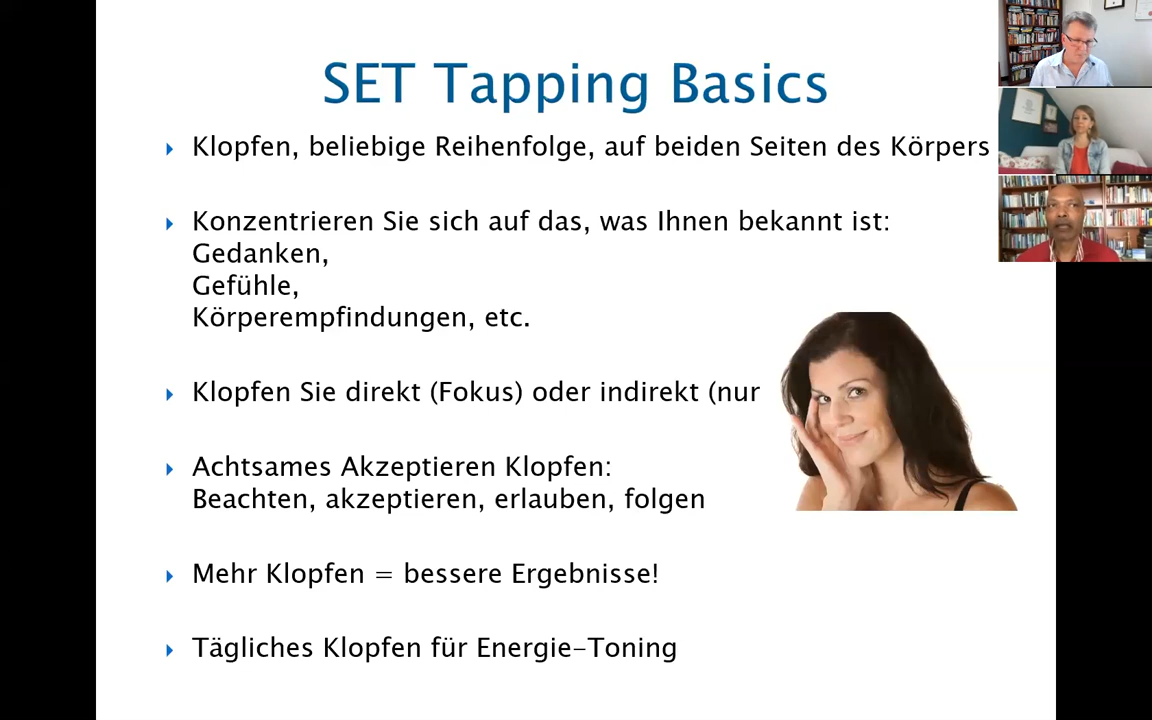 SET Tapping Basics
Klopfen, beliebige Reihenfolge, auf beiden Seiten des Körpers
Konzentrieren Sie sich auf das, was Ihnen bekannt ist:
Gedanken,
Gefühle,
Körperempfindungen, etc.
Klopfen Sie direkt (Fokus) oder indirekt (nur
Achtsames Akzeptieren Klopfen:
Beachten, akzeptieren, erlauben, folgen
Mehr Klopfen = bessere Ergebnisse!
Tägliches Klopfen für Energie-Toning